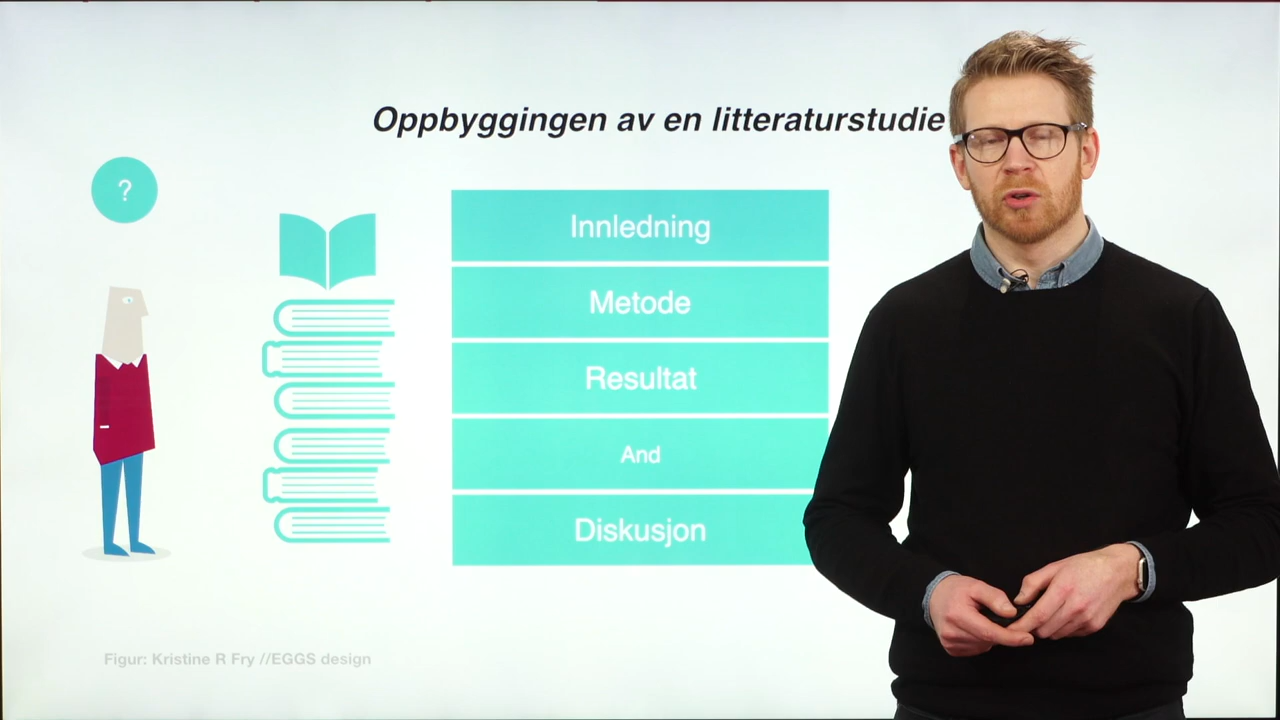 Oppbyggingen av en litteraturstudie
?
Innledning
Metode
Resultat
And
Diskusjon
Figur: Kristine R Fry //EGGS design